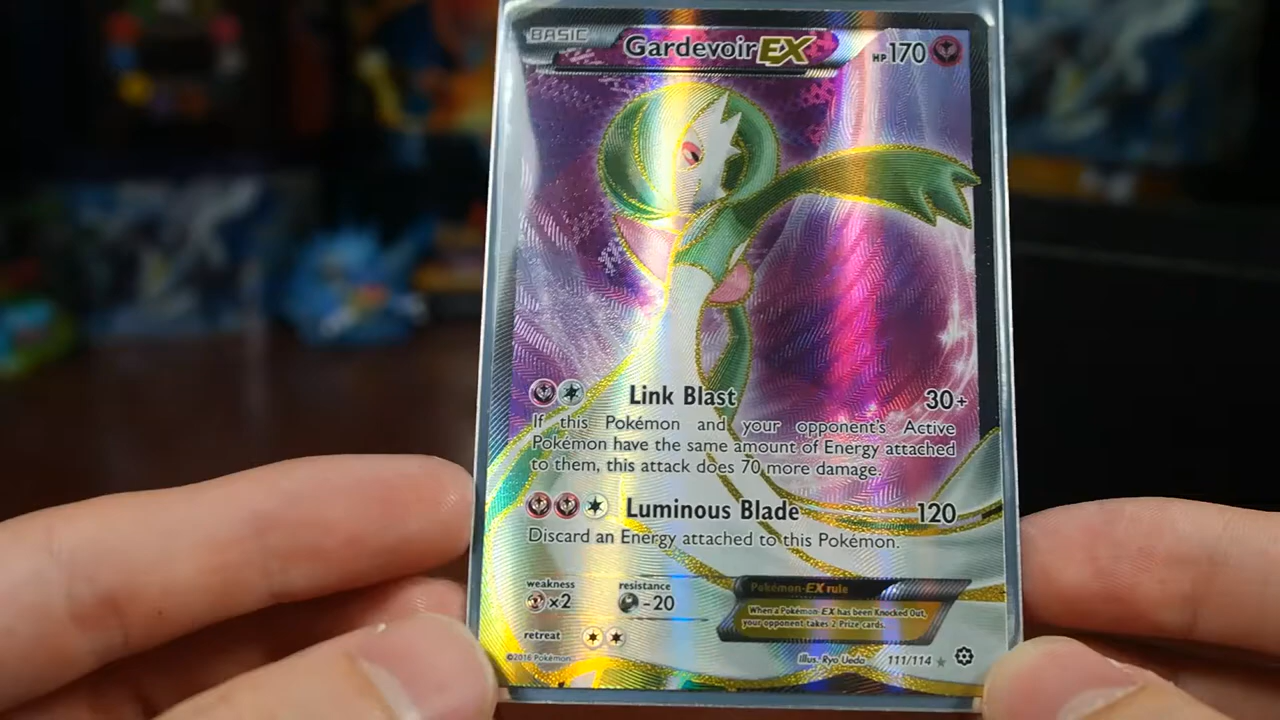 BASIC
Gardevoir EX
HP 170
Link Blast 30+
If this Pokémon and your opponent's Active
Pokémon have the same amount of Energy attached
to them, this attack does 70 more damage.
Luminous Blade 120
Discard an Energy attached to this Pokémon.
weakness
×2
resistance
-20
retreat
Pokémon-EX rule
When a Pokémon EX has been Knocked Out,
your opponent takes 2 Prize cards.
©2016 Pokémon
Illus. Ryo Ueda 111/114